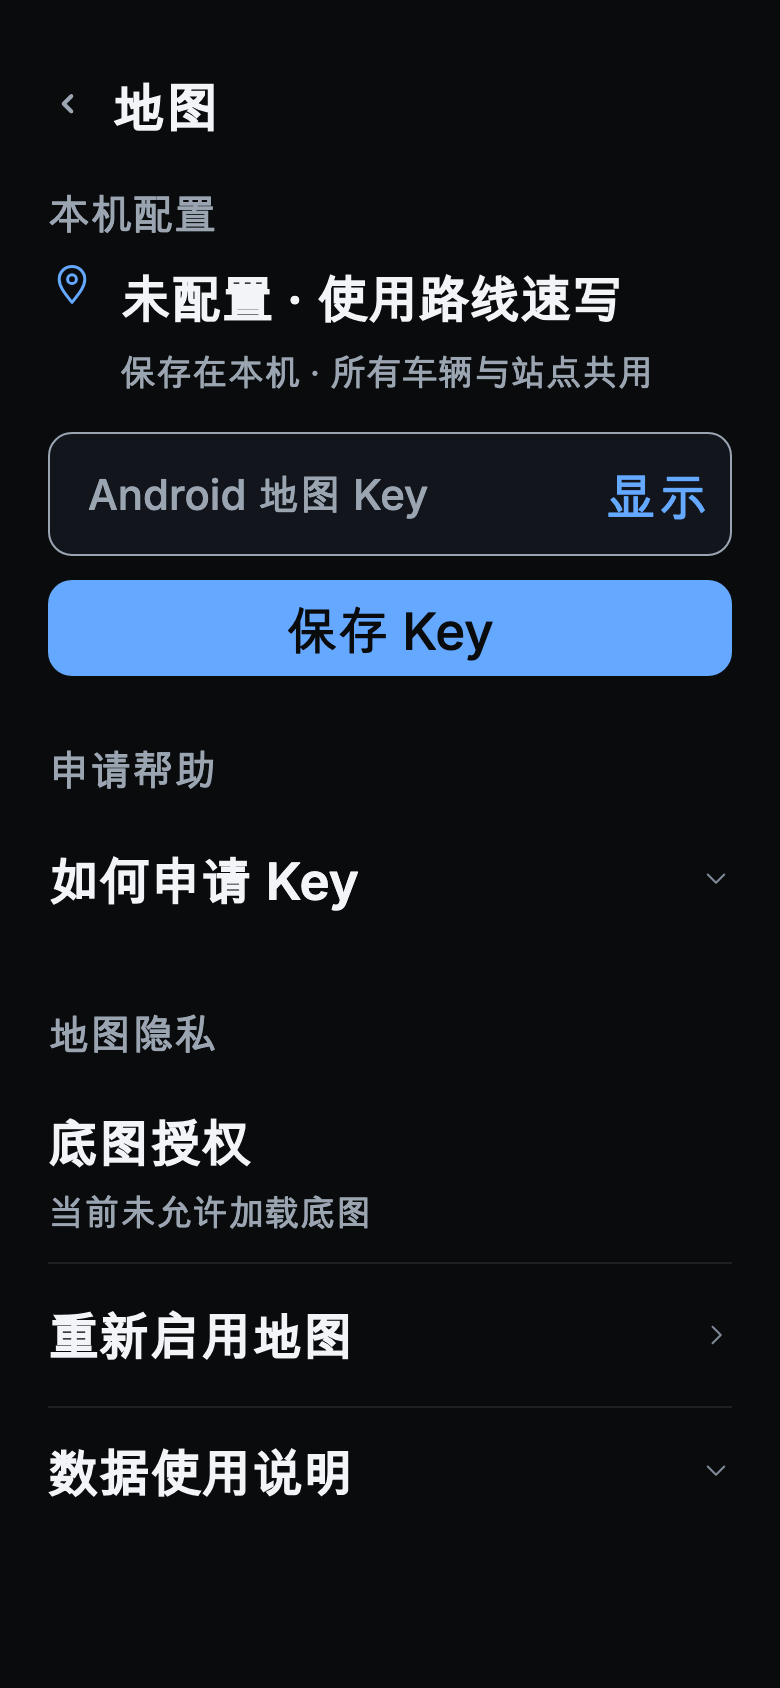 地图
本机配置
未配置 · 使用路线速写
保存在本机 · 所有车辆与站点共用
Android 地图 Key 显示
保存 Key
申请帮助
如何申请 Key
地图隐私
底图授权
当前未允许加载底图
重新启用地图
数据使用说明